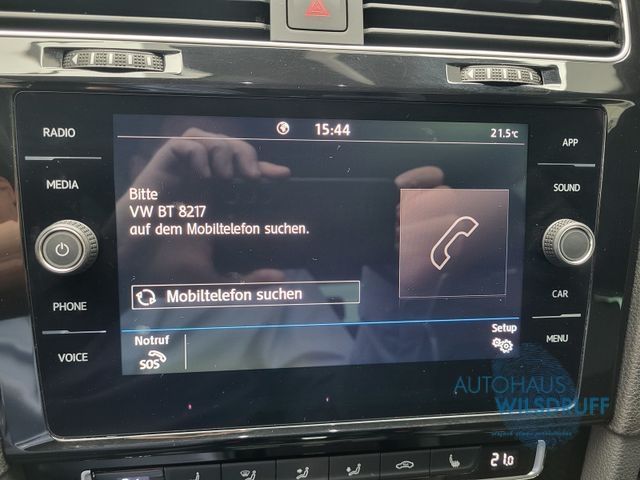 RADIO
MEDIA
PHONE
VOICE
15:44
21.5°C
Bitte
VW BT 8217
auf dem Mobiltelefon suchen.
Mobiltelefon suchen
Notruf
SOS
Setup
APP
SOUND
CAR
MENU
AUTOHAUS
WILSDRUFF
21.0